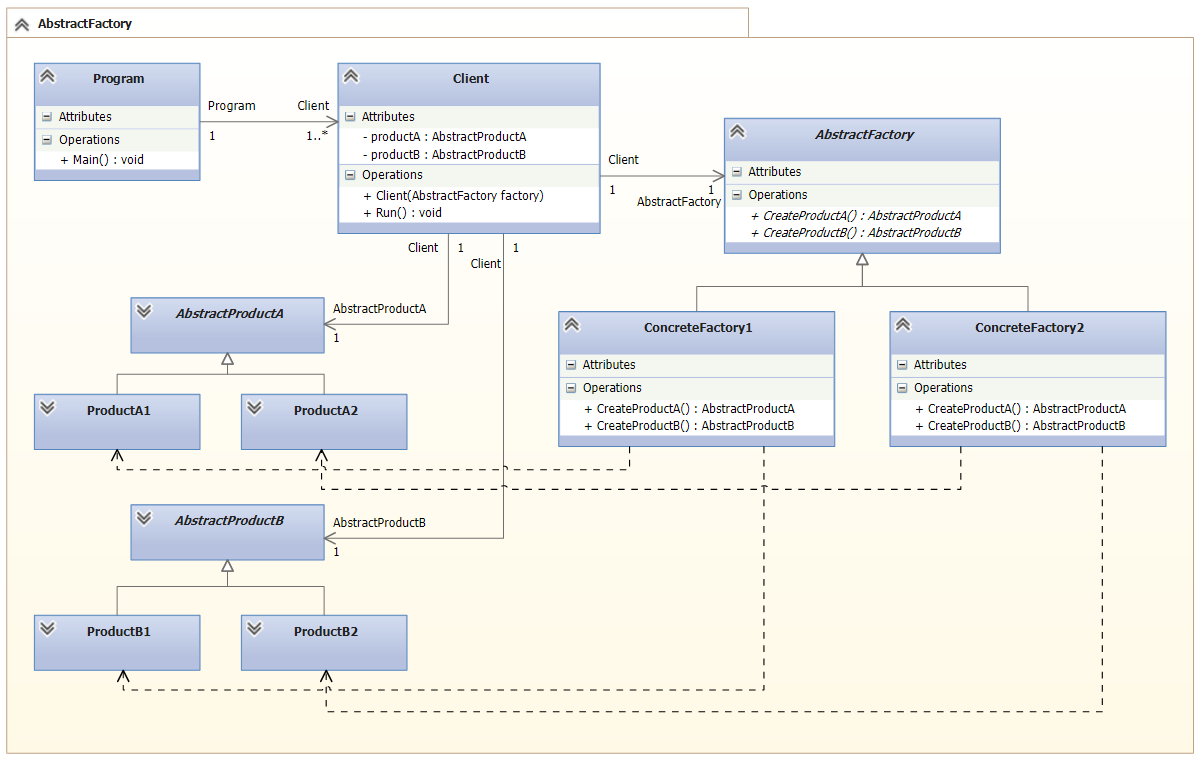 AbstractFactory
Program
Attributes
Operations
+ Main() : void
Program
Client
1
1..*
Client
Attributes
- productA : AbstractProductA
- productB : AbstractProductB
Operations
+ Client(AbstractFactory factory)
+ Run() : void
Client
1
1
AbstractFactory
AbstractFactory
Attributes
Operations
+ CreateProductA() : AbstractProductA
+ CreateProductB() : AbstractProductB
Client
1
1
Client
AbstractProductA
AbstractProductA
1
ProductA1
ProductA2
ConcreteFactory1
Attributes
Operations
+ CreateProductA() : AbstractProductA
+ CreateProductB() : AbstractProductB
ConcreteFactory2
Attributes
Operations
+ CreateProductA() : AbstractProductA
+ CreateProductB() : AbstractProductB
AbstractProductB
AbstractProductB
1
ProductB1
ProductB2